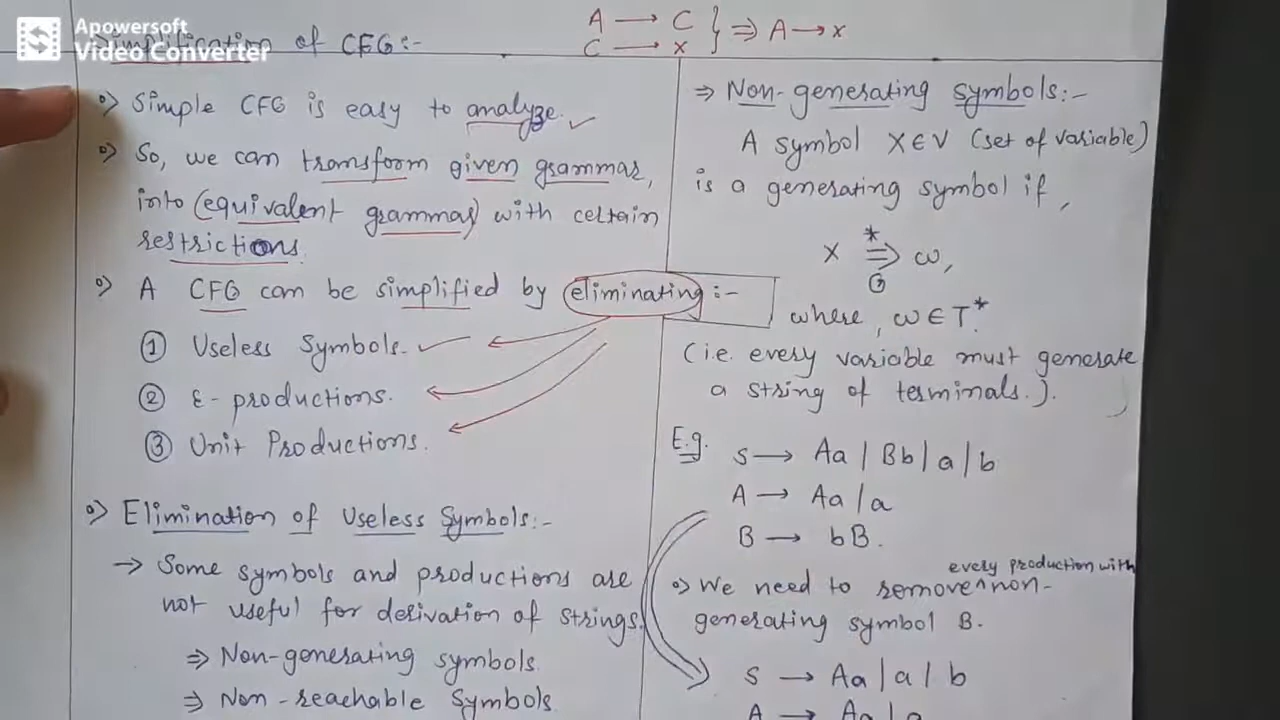 Apowersoft
Video Converter
Simplification of CFG:-
A → C
C → x } ⇒ A → x
Simple CFG is easy to analyze.
So, we can transform given grammar,
into (equivalent grammar) with certain
restrictions.
A CFG can be simplified by eliminating :-
① Useless Symbols.
② ε- productions.
③ Unit Productions.
Elimination of Useless Symbols:-
→ Some symbols and productions are
not useful for derivation of strings.
⇒ Non-generating symbols.
⇒ Non-reachable Symbols.
⇒ Non-generating symbols:-
A symbol X∈V (set of variable)
is a generating symbol if,
X *⇒G ω,
where, ω∈T*.
(i.e. every variable must generate
a string of terminals.).
E.g. S → Aa | Bb | a | b
A → Aa | a
B → bB.
every production with
We need to remove ^ non-
generating symbol B.
S → Aa | a | b
A → Aa | a